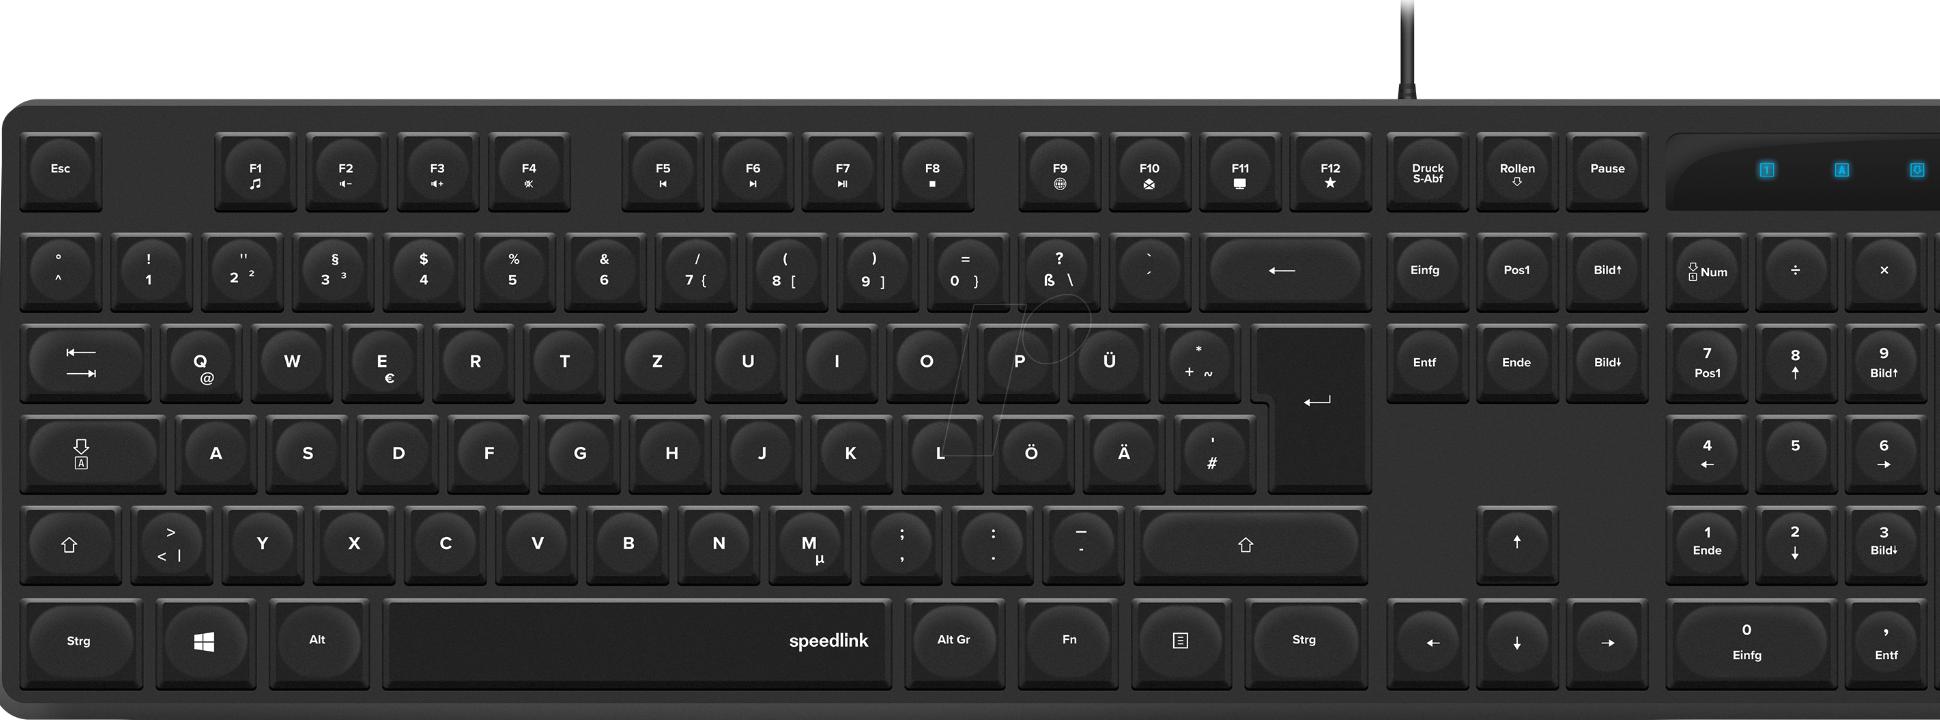 Esc F1 F2 F3 F4 F5 F6 F7 F8 F9 F10 F11 F12 Druck Rollen Pause
S-Abf
1 A
° ! " § $ % & / ( ) = ? `
^ 1 2 ² 3 ³ 4 5 6 7 { 8 [ 9 ] 0 } ß \ ´ ← Einfg Pos1 Bild↑ 1 Num ÷ ×
Q W E R T Z U I O P Ü * Entf Ende Bild↓ 7 8 9
@ € + ~ Pos1 ↑ Bild↑
A S D F G H J K L Ö Ä ' 4 5 6
A # ← →
> Y X C V B N M ; : _ ↑ 1 2 3
< | µ , . - Ende ↓ Bild↓
Strg Alt speedlink Alt Gr Fn Strg ← ↓ → 0 ,
Einfg Entf